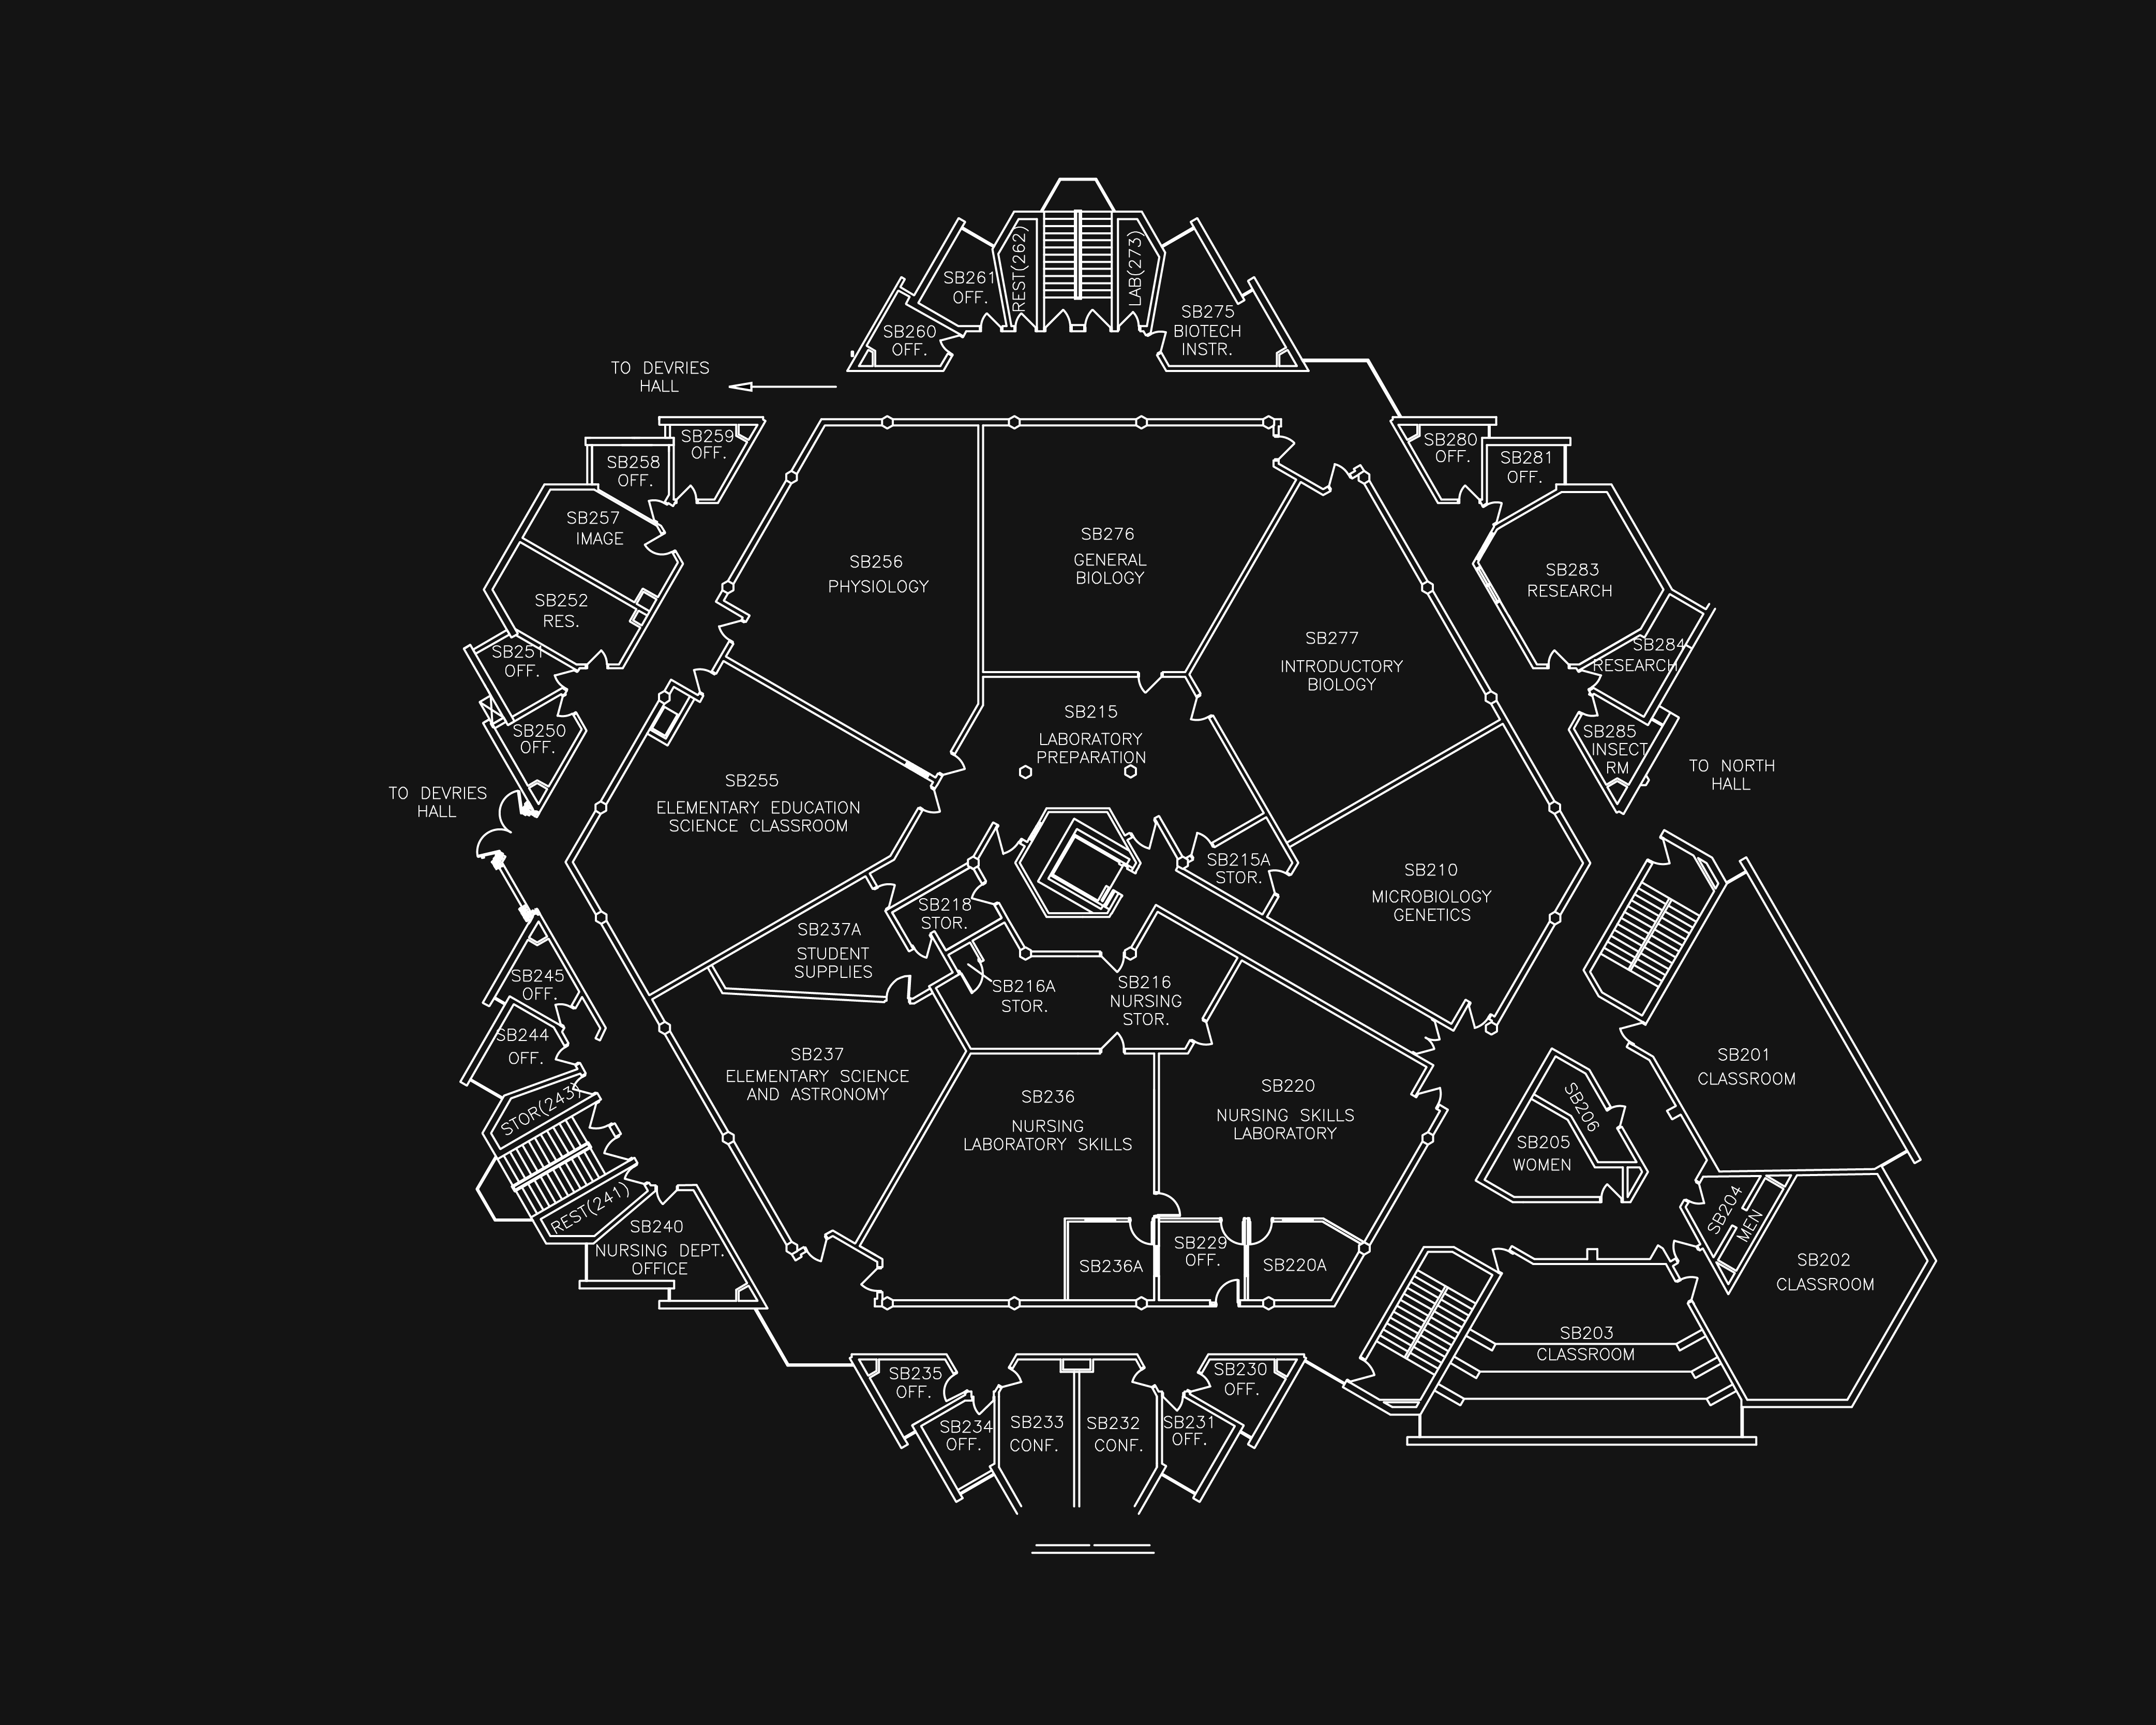 SB261
OFF.
REST(262)
LAB(273)
SB275
BIOTECH
INSTR.
SB260
OFF.
TO DEVRIES
HALL
SB259
OFF.
SB258
OFF.
SB257
IMAGE
SB252
RES.
SB251
OFF.
SB250
OFF.
TO DEVRIES
HALL
SB280
OFF.
SB281
OFF.
SB283
RESEARCH
SB284
RESEARCH
SB285
INSECT
RM
TO NORTH
HALL
SB256
PHYSIOLOGY
SB276
GENERAL
BIOLOGY
SB277
INTRODUCTORY
BIOLOGY
SB215
LABORATORY
PREPARATION
SB255
ELEMENTARY EDUCATION
SCIENCE CLASSROOM
SB215A
STOR.
SB210
MICROBIOLOGY
GENETICS
SB218
STOR.
SB237A
STUDENT
SUPPLIES
SB216A
STOR.
SB216
NURSING
STOR.
SB245
OFF.
SB244
OFF.
STOR(243)
REST(241)
SB240
NURSING DEPT.
OFFICE
SB237
ELEMENTARY SCIENCE
AND ASTRONOMY
SB236
NURSING
LABORATORY SKILLS
SB220
NURSING SKILLS
LABORATORY
SB236A
SB229
OFF.
SB220A
SB201
CLASSROOM
SB206
SB205
WOMEN
SB204
MEN
SB202
CLASSROOM
SB203
CLASSROOM
SB235
OFF.
SB234
OFF.
SB233
CONF.
SB232
CONF.
SB231
OFF.
SB230
OFF.